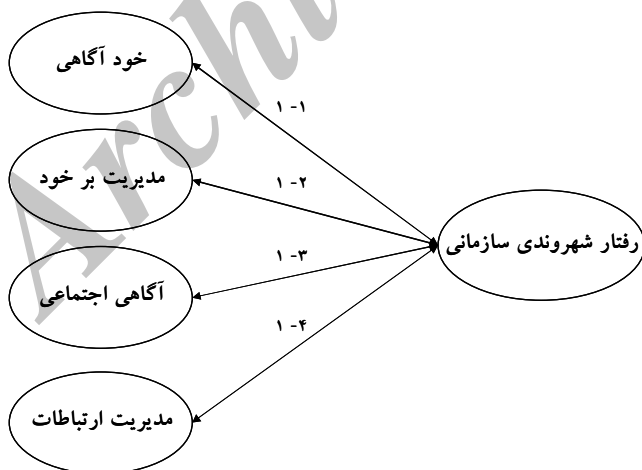 خود آگاهی
۱ -۱
مدیریت بر خود
۱ -۲
رفتار شهروندی سازمانی
۱ -۳
آگاهی اجتماعی
۱ -۴
مدیریت ارتباطات